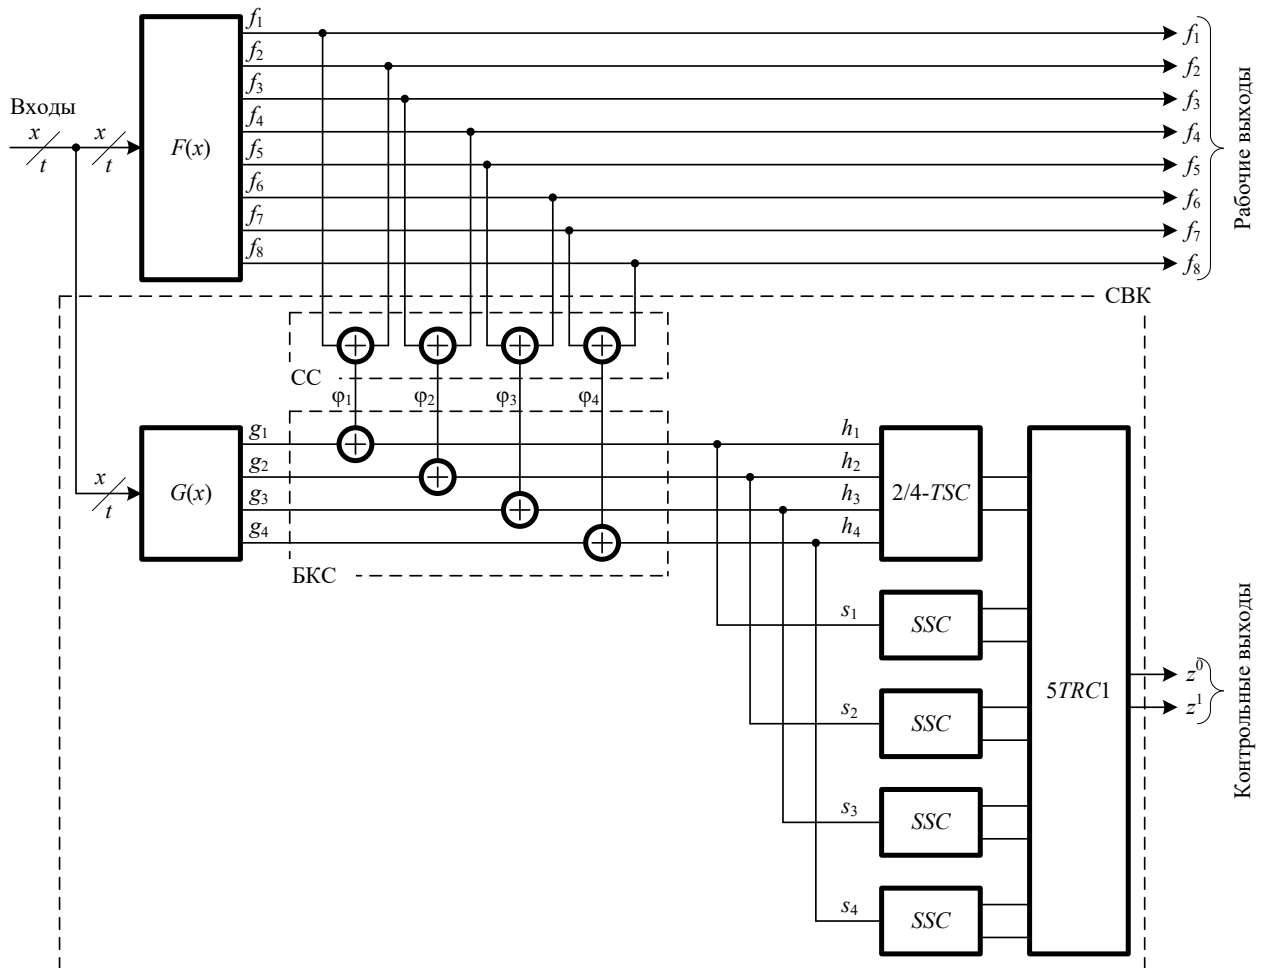 f1
f1
f2
f2
f3
f3
Входы
x
t
x
t
F(x)
f4
f4
f5
f5
f6
f6
f7
f7
f8
f8
Рабочие выходы
СВК
СС
φ1
φ2
φ3
φ4
x
t
G(x)
g1
g2
g3
g4
БКС
h1
h2
h3
h4
2/4-TSC
s1
SSC
s2
SSC
s3
SSC
s4
SSC
5TRC1
z0
z1
Контрольные выходы